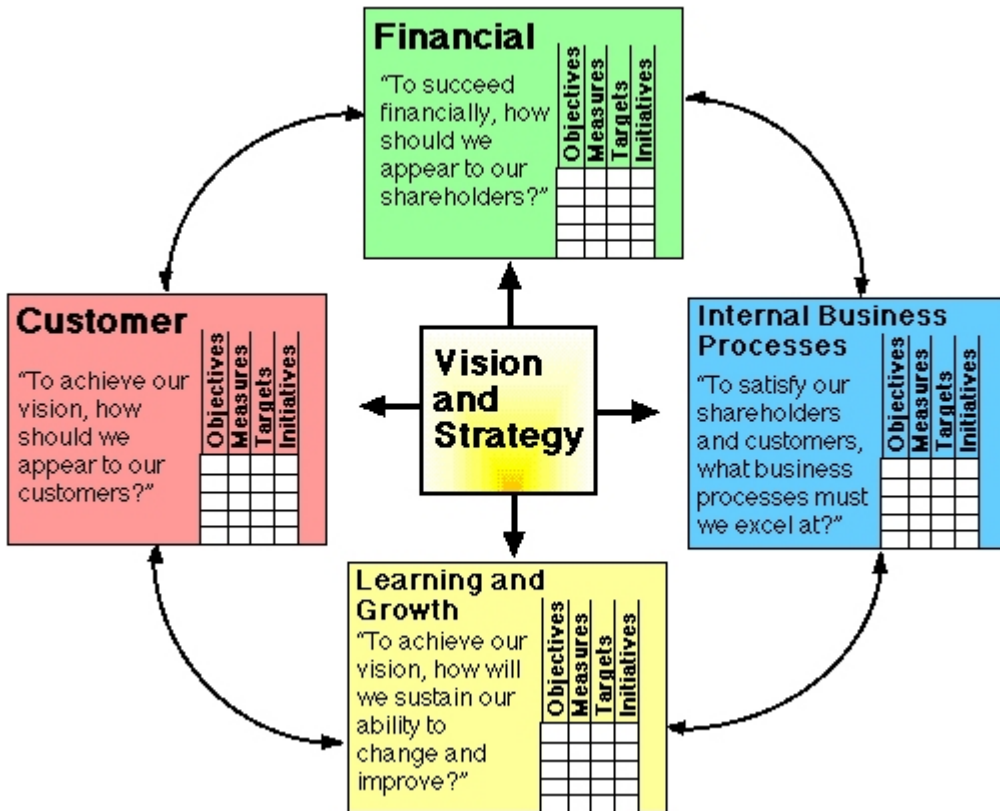 Financial
“To succeed
financially, how
should we
appear to our
shareholders?”
Objectives
Measures
Targets
Initiatives
Customer
“To achieve our
vision, how
should we
appear to our
customers?”
Objectives
Measures
Targets
Initiatives
Vision
and
Strategy
Internal Business
Processes
“To satisfy our
shareholders
and customers,
what business
processes must
we excel at?”
Objectives
Measures
Targets
Initiatives
Learning and
Growth
“To achieve our
vision, how will
we sustain our
ability to
change and
improve?”
Objectives
Measures
Targets
Initiatives